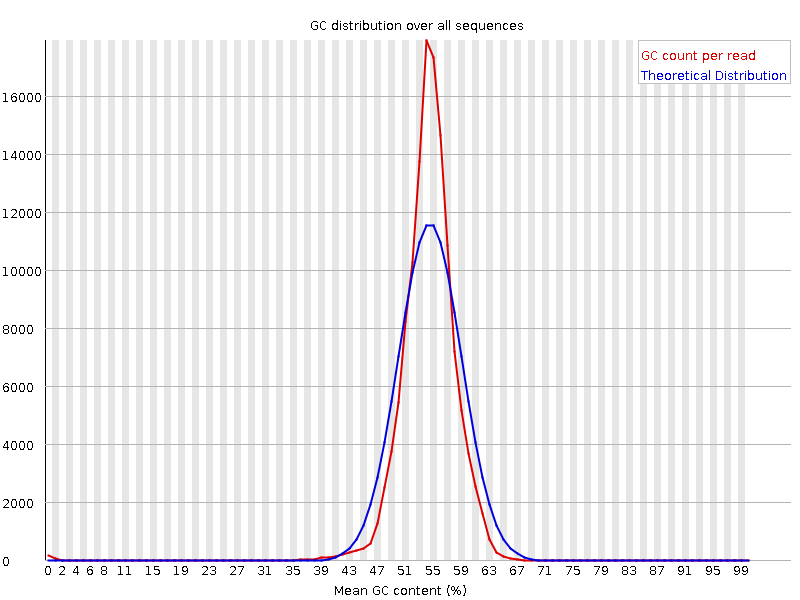 GC distribution over all sequences
GC count per read
Theoretical Distribution
16000
14000
12000
10000
8000
6000
4000
2000
0
0 2 4 6 8 11 15 19 23 27 31 35 39 43 47 51 55 59 63 67 71 75 79 83 87 91 95 99
Mean GC content (%)